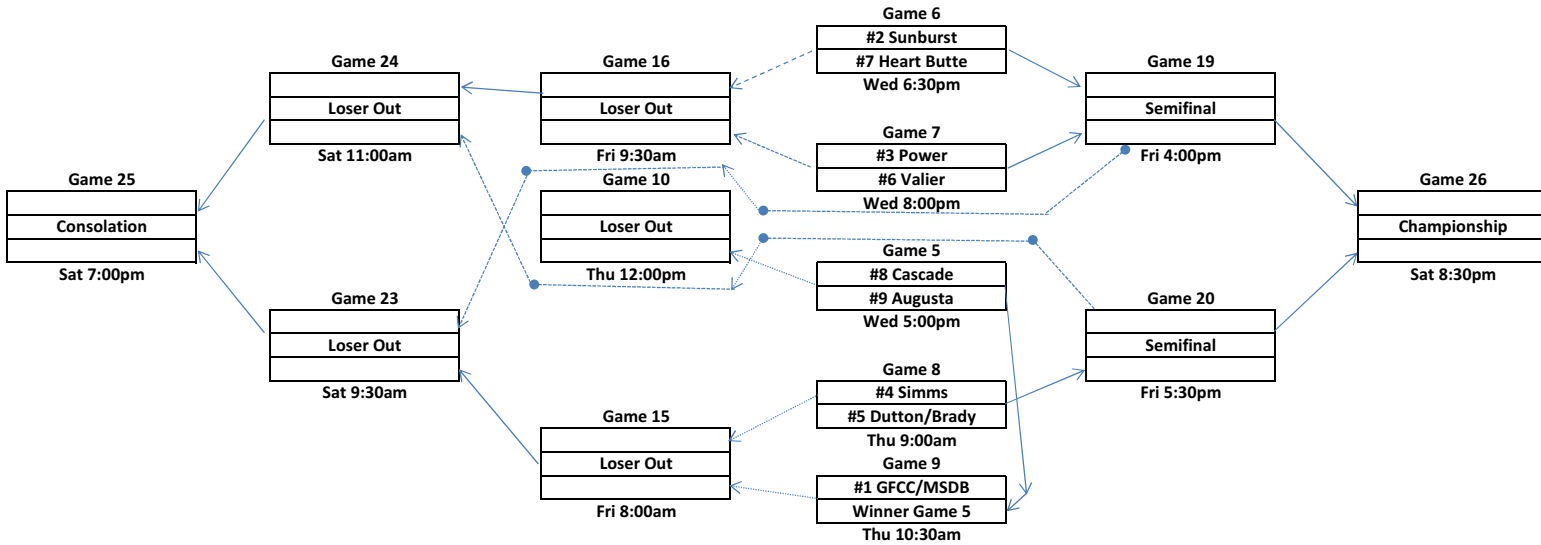 Game 6
#2 Sunburst
#7 Heart Butte
Wed 6:30pm
Game 24
Loser Out
Sat 11:00am
Game 16
Loser Out
Fri 9:30am
Game 19
Semifinal
Fri 4:00pm
Game 7
#3 Power
#6 Valier
Wed 8:00pm
Game 25
Consolation
Sat 7:00pm
Game 10
Loser Out
Thu 12:00pm
Game 26
Championship
Sat 8:30pm
Game 5
#8 Cascade
#9 Augusta
Wed 5:00pm
Game 23
Loser Out
Sat 9:30am
Game 20
Semifinal
Fri 5:30pm
Game 8
#4 Simms
#5 Dutton/Brady
Thu 9:00am
Game 15
Loser Out
Fri 8:00am
Game 9
#1 GFCC/MSDB
Winner Game 5
Thu 10:30am